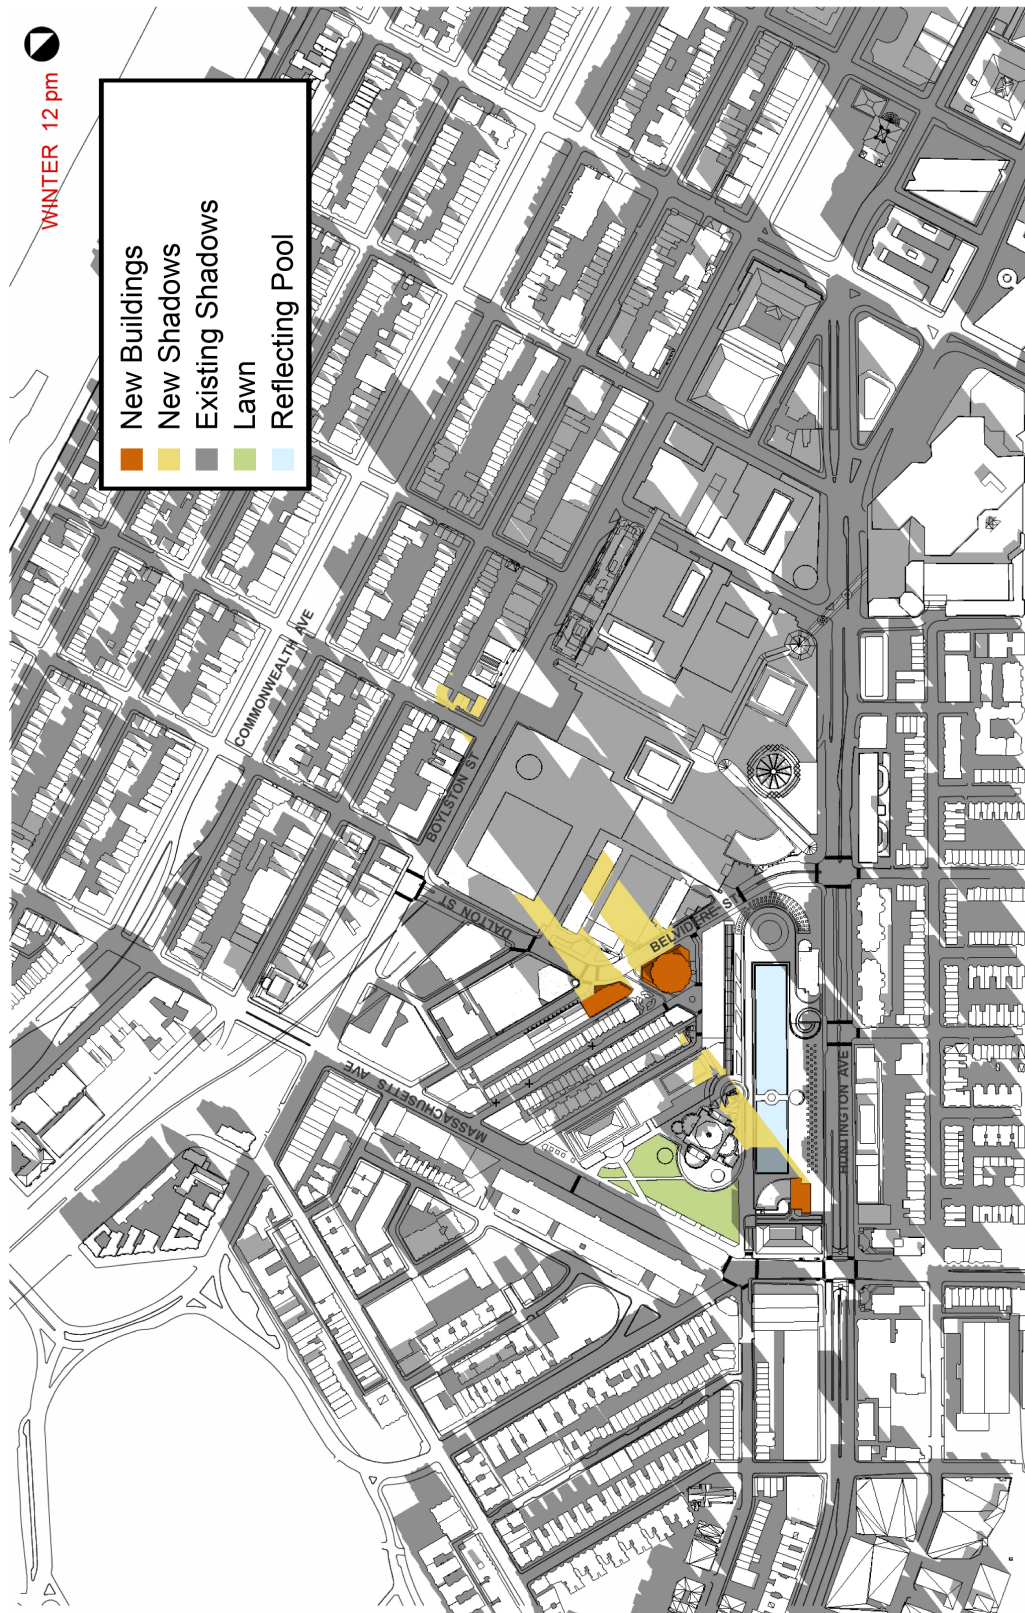 WINTER 12 pm
New Buildings
New Shadows
Existing Shadows
Lawn
Reflecting Pool
COMMONWEALTH AVE
BOYLSTON ST
DALTON ST
BELVIDERE ST
MASSACHUSETTS AVE
HUNTINGTON AVE